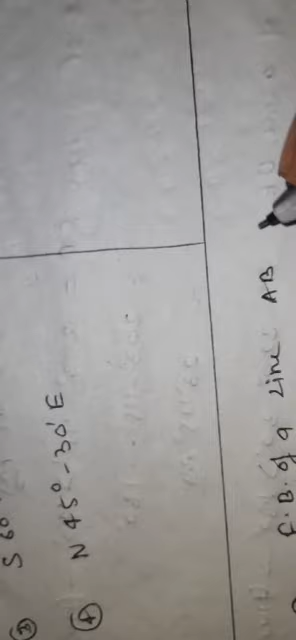 ③ S 60
④ N 45° - 30' E
F.B. of a Line AB